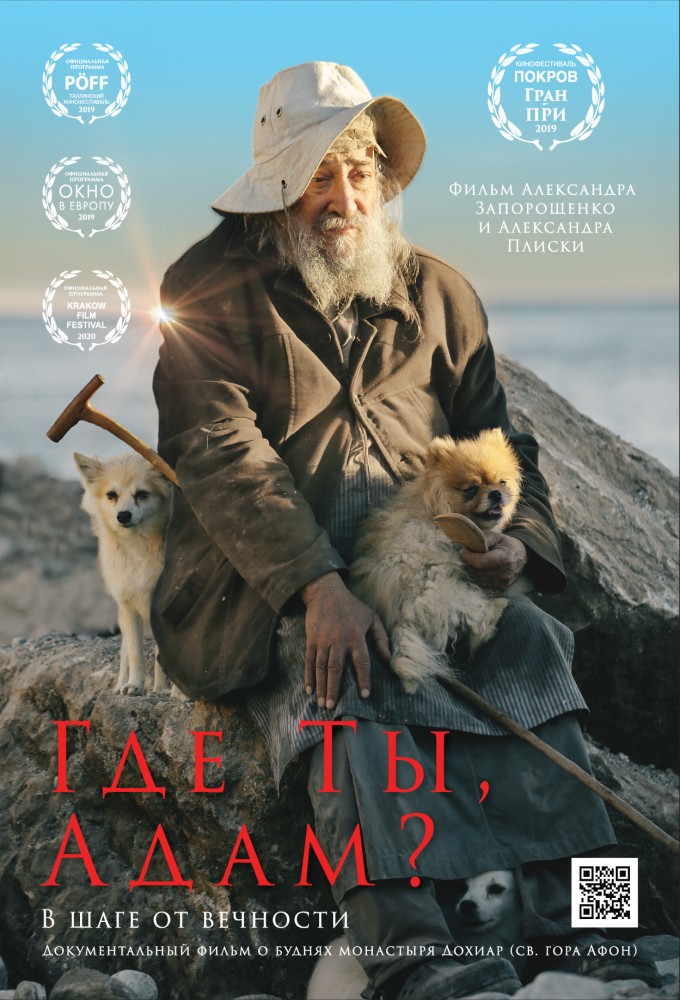 ОФИЦИАЛЬНАЯ
ПРОГРАММА
PÖFF
ТАЛЛИНСКИЙ
КИНОФЕСТИВАЛЬ
2019
ОФИЦИАЛЬНАЯ
ПРОГРАММА
ОКНО
В ЕВРОПУ
2019
ОФИЦИАЛЬНАЯ
ПРОГРАММА
KRAKOW
FILM
FESTIVAL
2020
КИНОФЕСТИВАЛЬ
ПОКРОВ
ГРАН
-
ПРИ
2019
ФИЛЬМ АЛЕКСАНДРА
ЗАПОРОЩЕНКО
И АЛЕКСАНДРА
ПЛИСКИ
ГДЕ ТЫ,
АДАМ?
В ШАГЕ ОТ ВЕЧНОСТИ
ДОКУМЕНТАЛЬНЫЙ ФИЛЬМ О БУДНЯХ МОНАСТЫРЯ ДОХИАР (СВ. ГОРА АФОН)